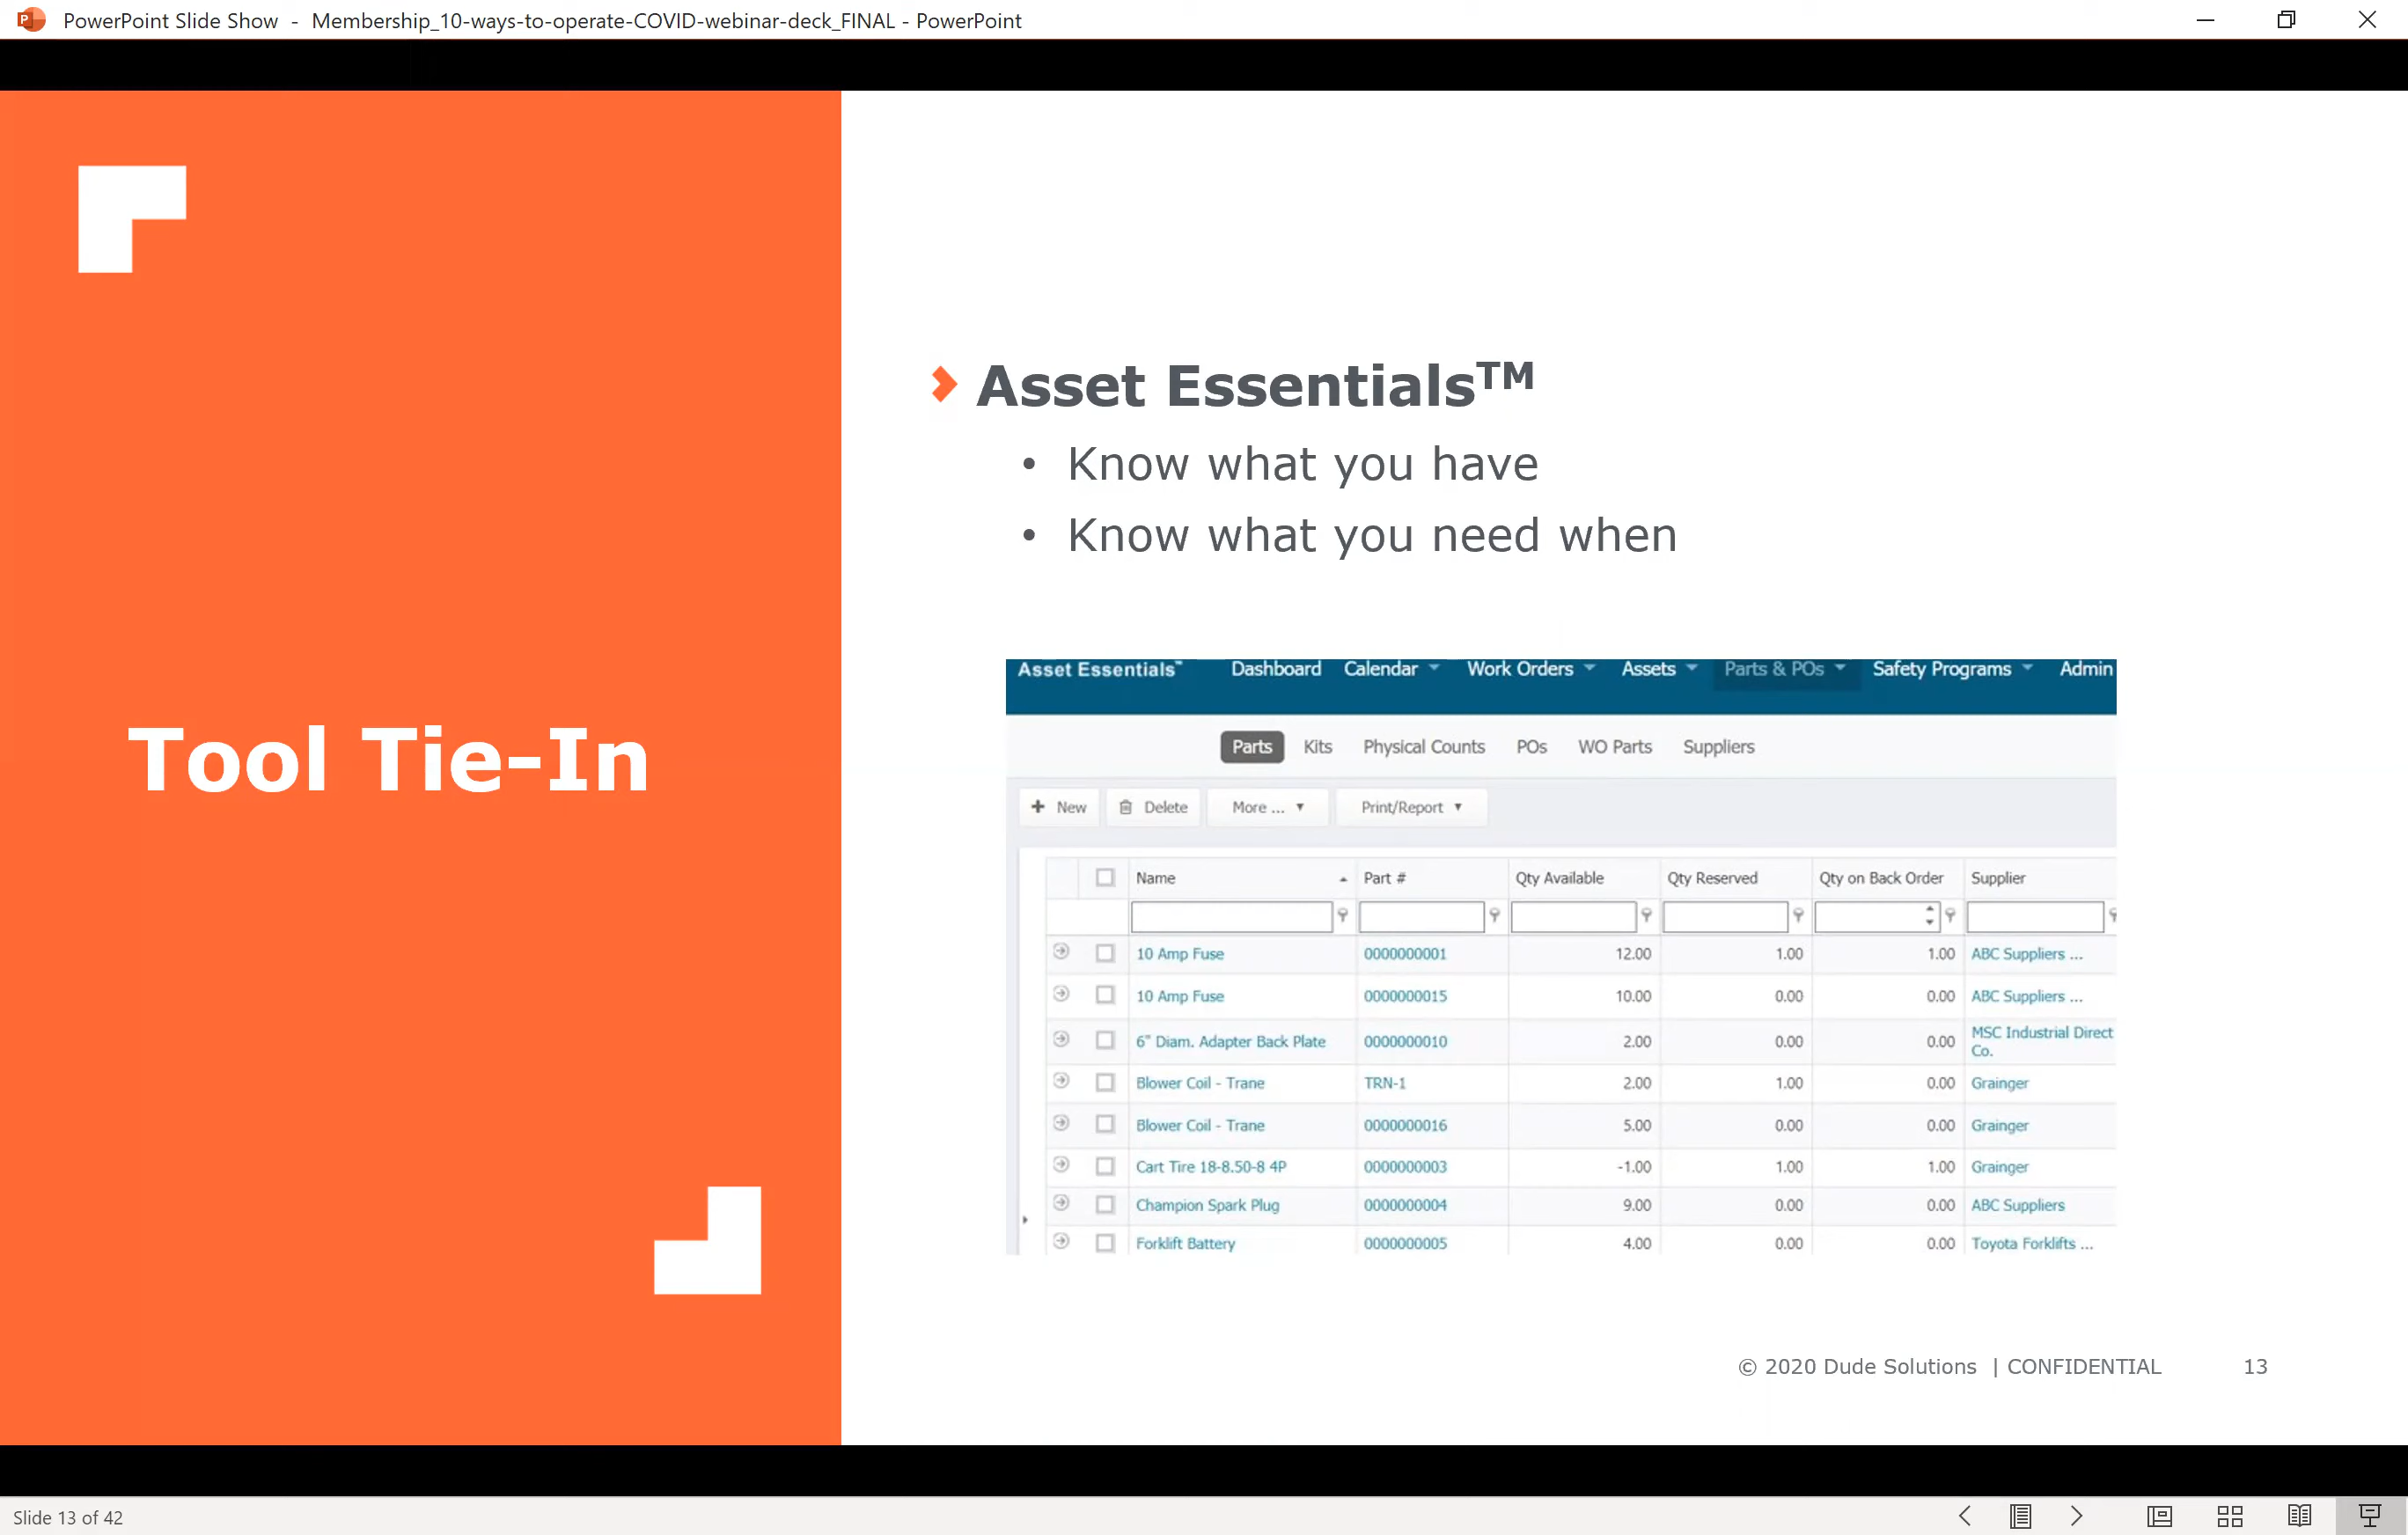 PowerPoint Slide Show - Membership_10-ways-to-operate-COVID-webinar-deck_FINAL - PowerPoint
Tool Tie-In
Asset Essentials™
• Know what you have
• Know what you need when
Asset Essentials™ Dashboard Calendar Work Orders Assets Parts & POs Safety Programs Admin
Parts Kits Physical Counts POs WO Parts Suppliers
New Delete More ... Print/Report
Name Part # Qty Available Qty Reserved Qty on Back Order Supplier
10 Amp Fuse 0000000001 12.00 1.00 1.00 ABC Suppliers ...
10 Amp Fuse 0000000015 10.00 0.00 0.00 ABC Suppliers ...
6" Diam. Adapter Back Plate 0000000010 2.00 0.00 0.00 MSC Industrial Direct
Co.
Blower Coil - Trane TRN-1 2.00 1.00 0.00 Grainger
Blower Coil - Trane 0000000016 5.00 0.00 0.00 Grainger
Cart Tire 18-8.50-8 4P 0000000003 -1.00 1.00 1.00 Grainger
Champion Spark Plug 0000000004 9.00 0.00 0.00 ABC Suppliers
Forklift Battery 0000000005 4.00 0.00 0.00 Toyota Forklifts ...
© 2020 Dude Solutions | CONFIDENTIAL 13
Slide 13 of 42